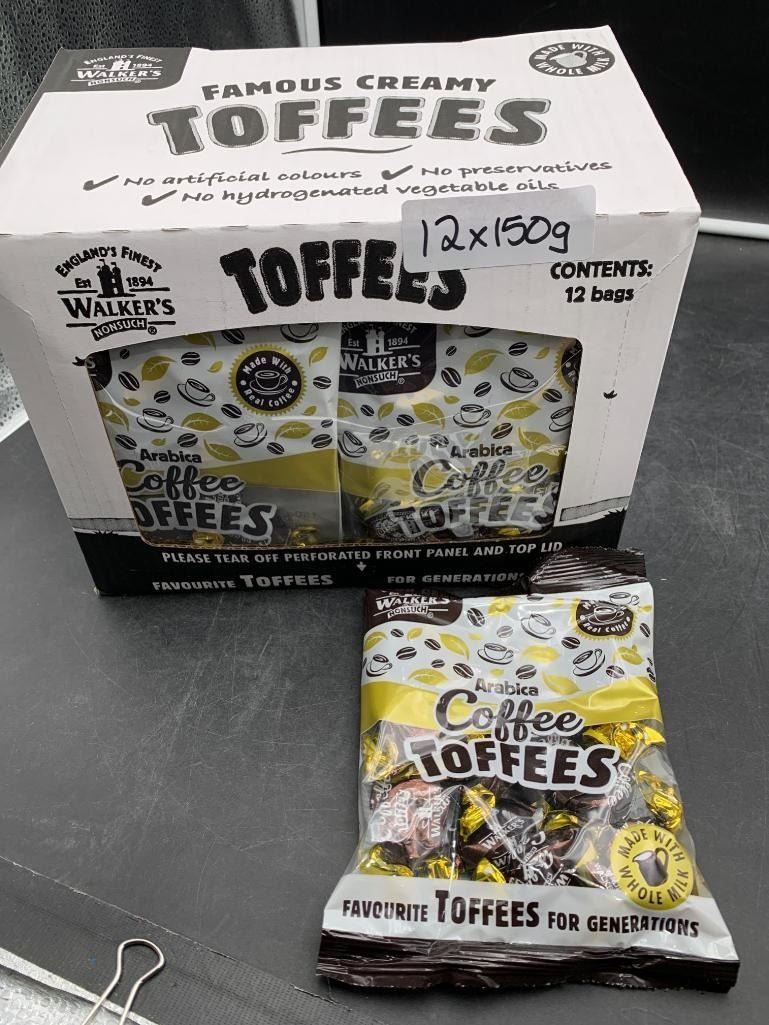 ENGLAND'S FINEST
Est 1894
WALKER'S
NONSUCH
FAMOUS CREAMY
TOFFEES
MADE WITH
WHOLE MILK
✓ No artificial colours ✓ No preservatives
✓ No hydrogenated vegetable oils
12x150g
ENGLAND'S FINEST
Est 1894
WALKER'S
NONSUCH
TOFFEES
CONTENTS:
12 bags
Made With
Real Coffee
Arabica
Coffee
TOFFEES
Est 1894
WALKER'S
NONSUCH
Arabica
Coffee
TOFFEES
PLEASE TEAR OFF PERFORATED FRONT PANEL AND TOP LID
FAVOURITE TOFFEES FOR GENERATIONS
WALKER'S
NONSUCH
Real Coffee
Arabica
Coffee
TOFFEES
WALKER'S
MADE WITH
WHOLE MILK
FAVOURITE TOFFEES FOR GENERATIONS